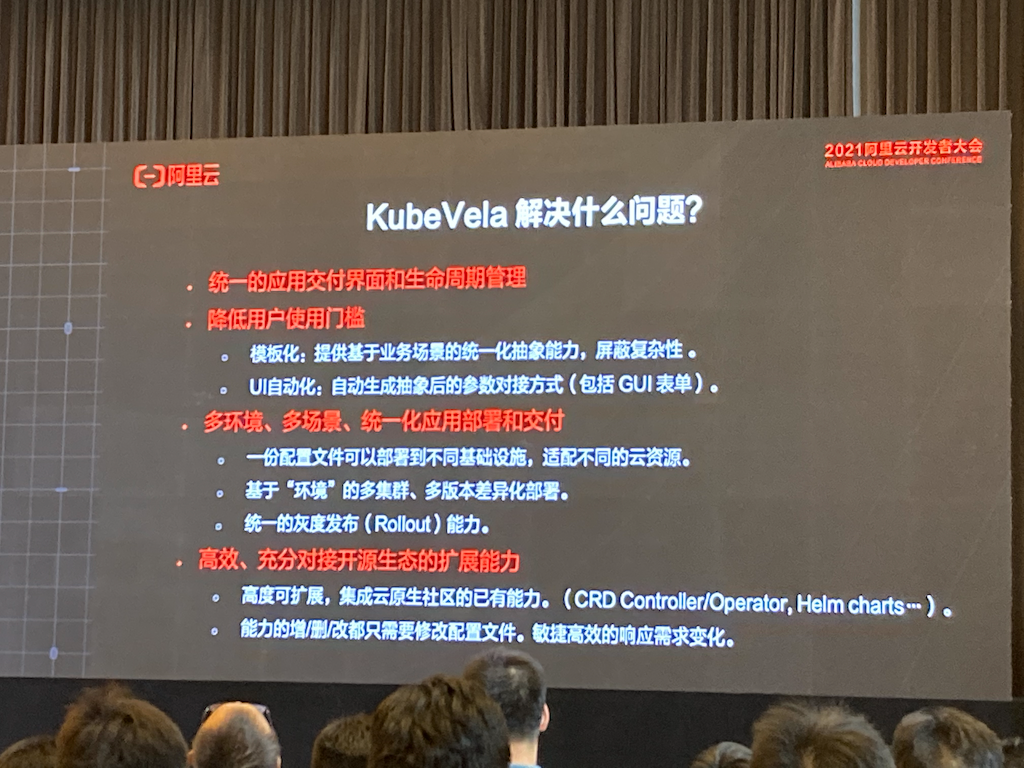 阿里云
2021阿里云开发者大会
ALIBABA CLOUD DEVELOPER CONFERENCE
KubeVela 解决什么问题?
统一的应用交付界面和生命周期管理
降低用户使用门槛
模板化：提供基于业务场景的统一化抽象能力，屏蔽复杂性 。
UI自动化：自动生成抽象后的参数对接方式（包括 GUI 表单）。
多环境、多场景、统一化应用部署和交付
一份配置文件可以部署到不同基础设施，适配不同的云资源。
基于“环境”的多集群、多版本差异化部署。
统一的灰度发布（Rollout）能力。
高效、充分对接开源生态的扩展能力
高度可扩展，集成云原生社区的已有能力。（CRD Controller/Operator, Helm charts…）。
能力的增/删/改都只需要修改配置文件。敏捷高效的响应需求变化。